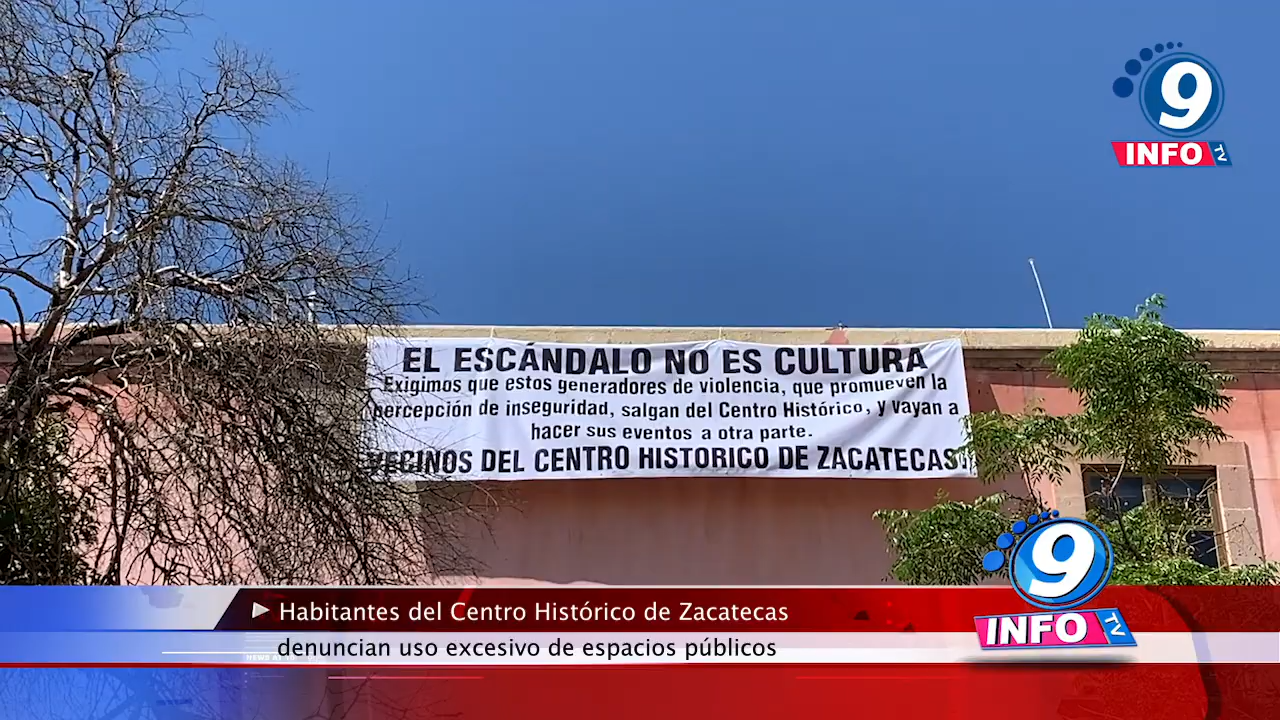 9
INFO TV
EL ESCÁNDALO NO ES CULTURA
Exigimos que estos generadores de violencia, que promueven la
percepción de inseguridad, salgan del Centro Histórico, y vayan a
hacer sus eventos a otra parte.
VECINOS DEL CENTRO HISTORICO DE ZACATECAS
9
INFO TV
Habitantes del Centro Histórico de Zacatecas
denuncian uso excesivo de espacios públicos